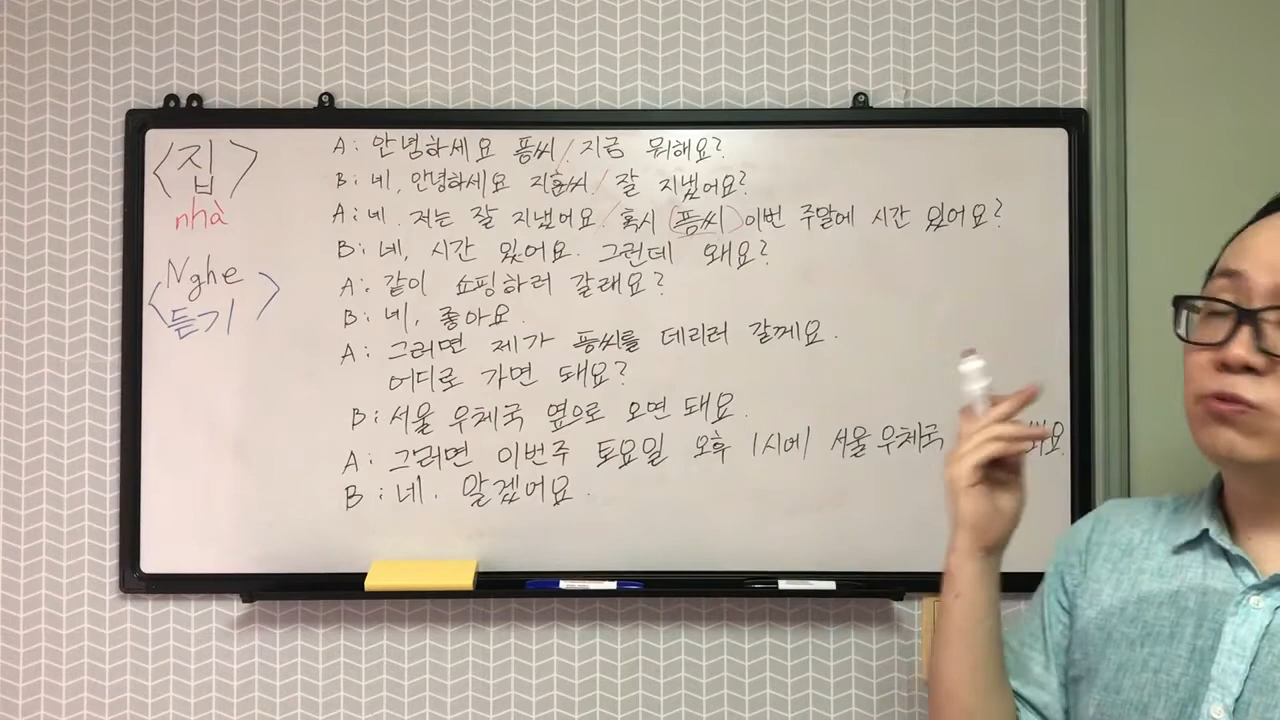 <집>
nhà
Nghe
<듣기>
A: 안녕하세요 픙씨/ 지금 뭐해요?
B: 네, 안녕하세요 지훈씨/ 잘 지냈어요?
A: 네. 저는 잘 지냈어요/ 혹시 (픙씨) 이번 주말에 시간 있어요?
B: 네, 시간 있어요. 그런데 왜요?
A: 같이 쇼핑하러 갈래요?
B: 네, 좋아요.
A: 그러면 제가 픙씨를 데리러 갈께요.
어디로 가면 돼요?
B: 서울 우체국 옆으로 오면 돼요.
A: 그러면 이번주 토요일 오후 1시에 서울 우체국
B: 네. 알겠어요.